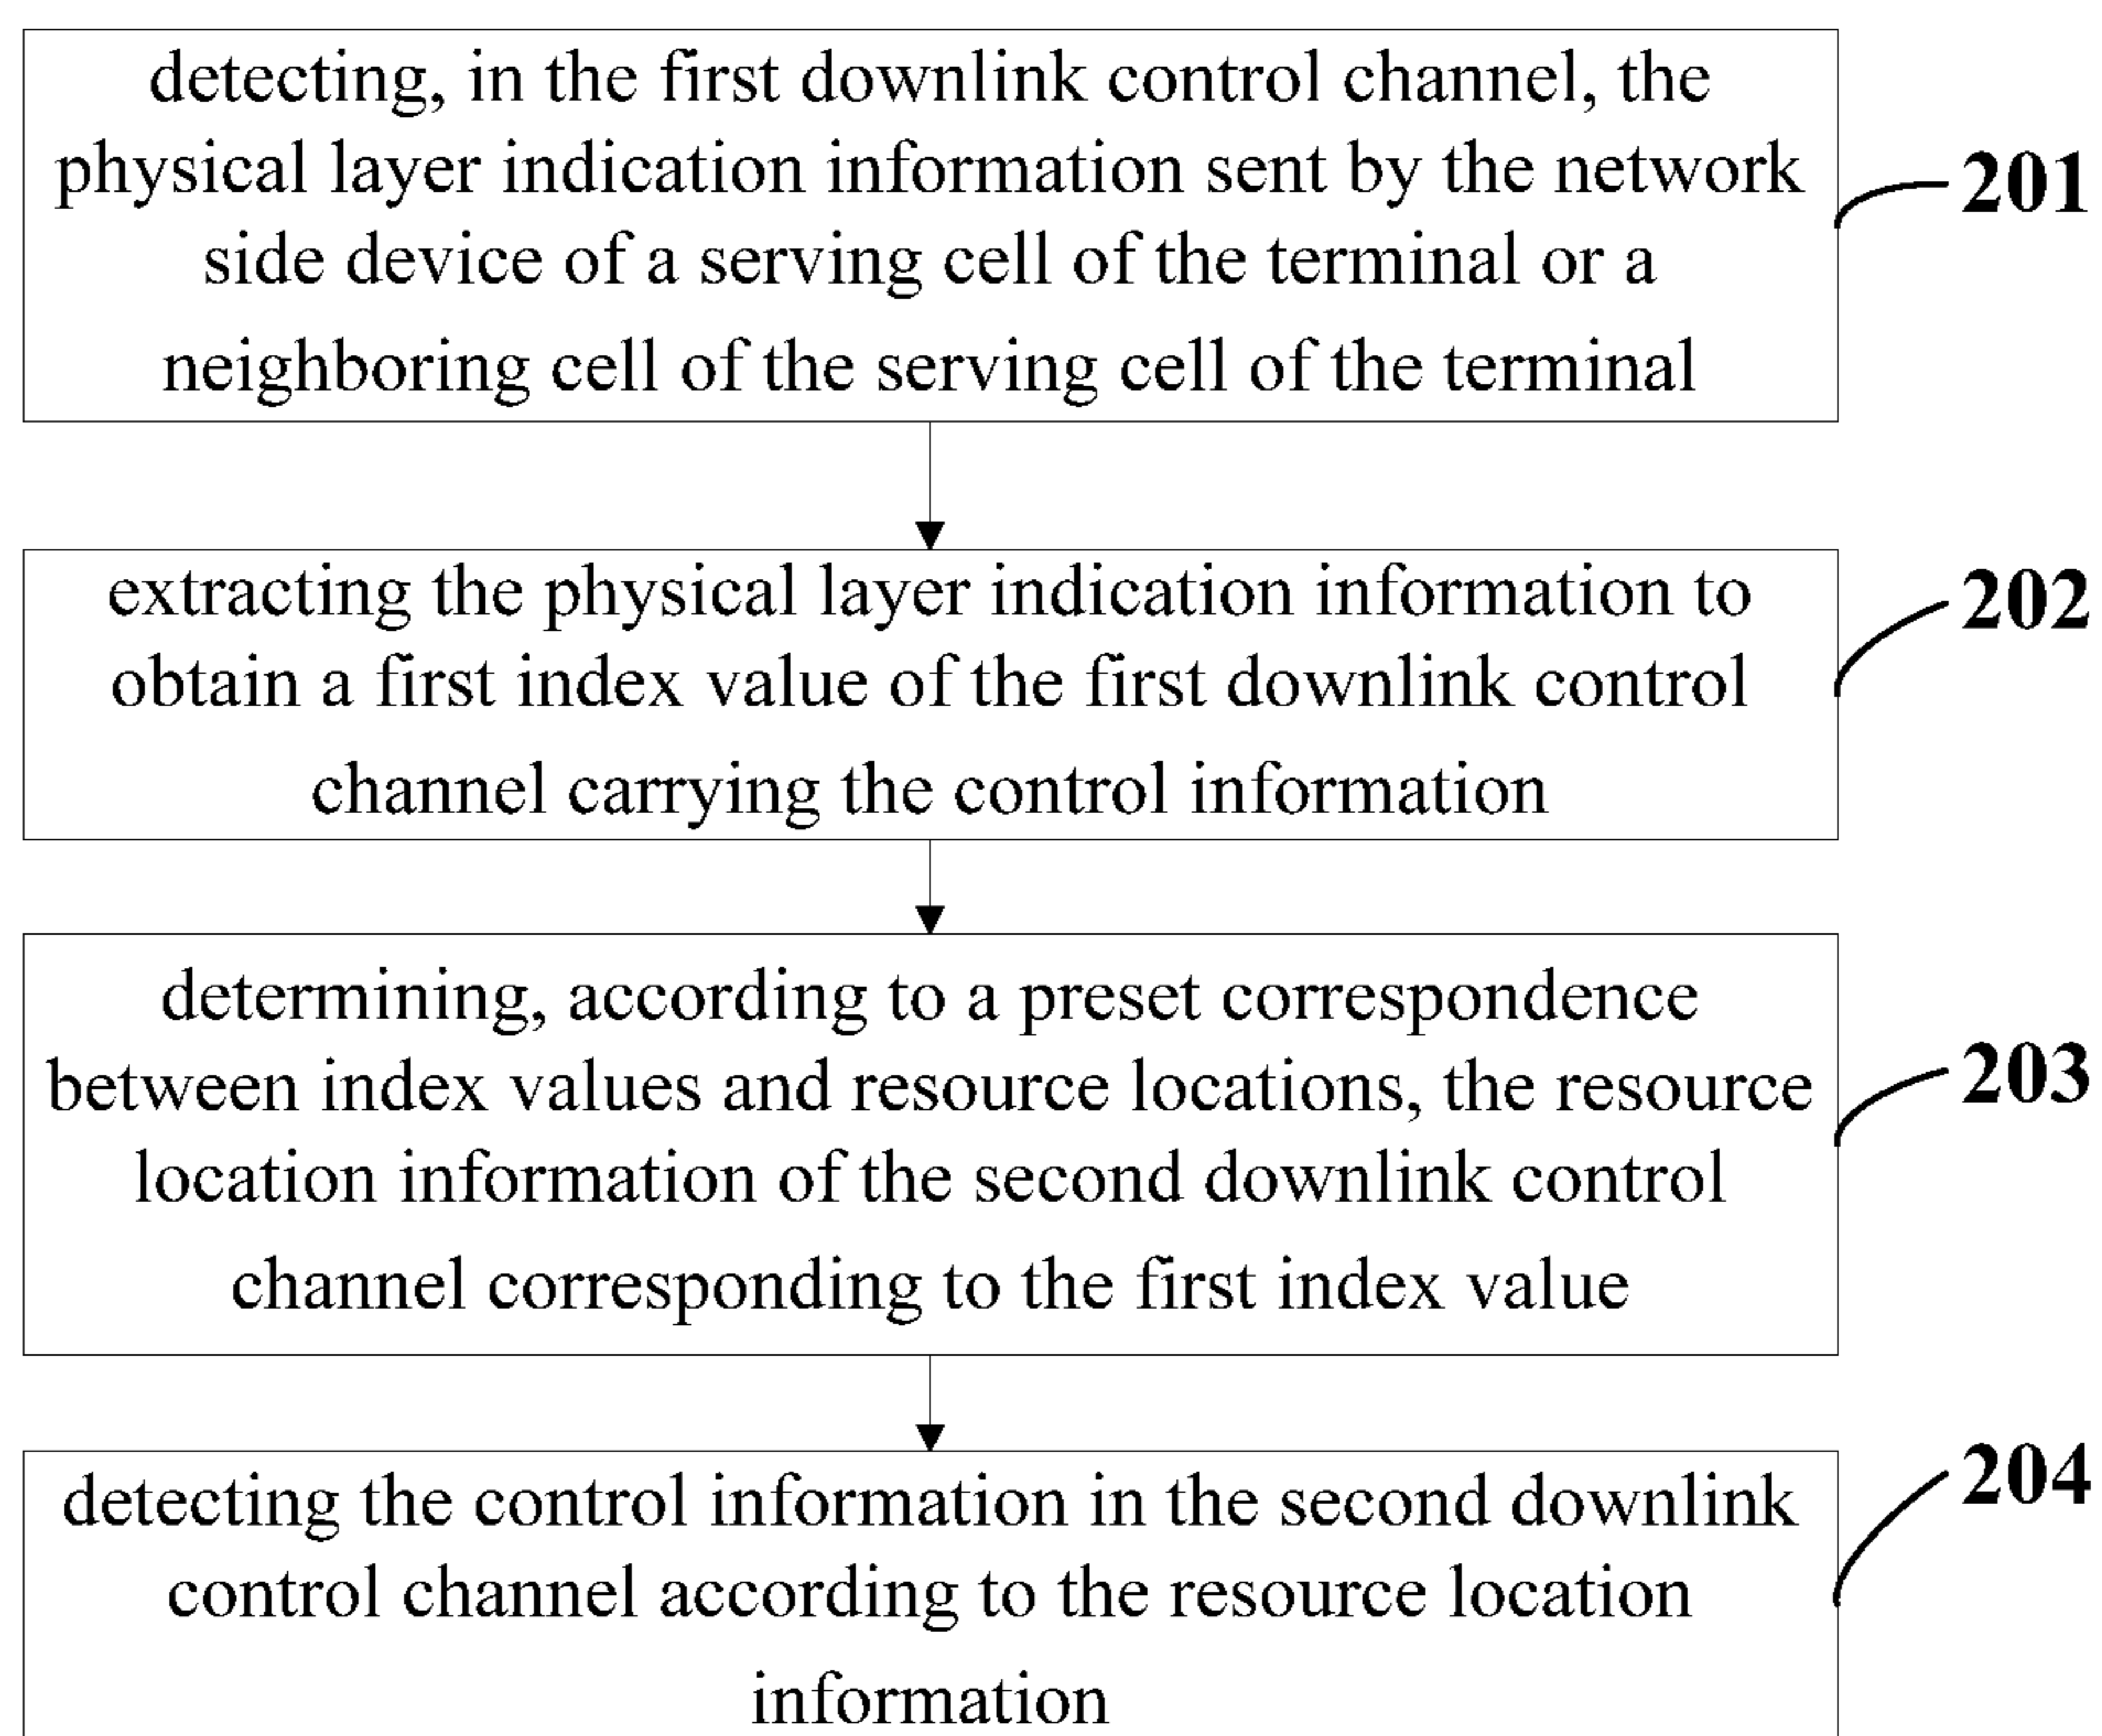 detecting, in the first downlink control channel, the
physical layer indication information sent by the network
side device of a serving cell of the terminal or a
neighboring cell of the serving cell of the terminal
201
extracting the physical layer indication information to
obtain a first index value of the first downlink control
channel carrying the control information
202
determining, according to a preset correspondence
between index values and resource locations, the resource
location information of the second downlink control
channel corresponding to the first index value
203
detecting the control information in the second downlink
control channel according to the resource location
information
204